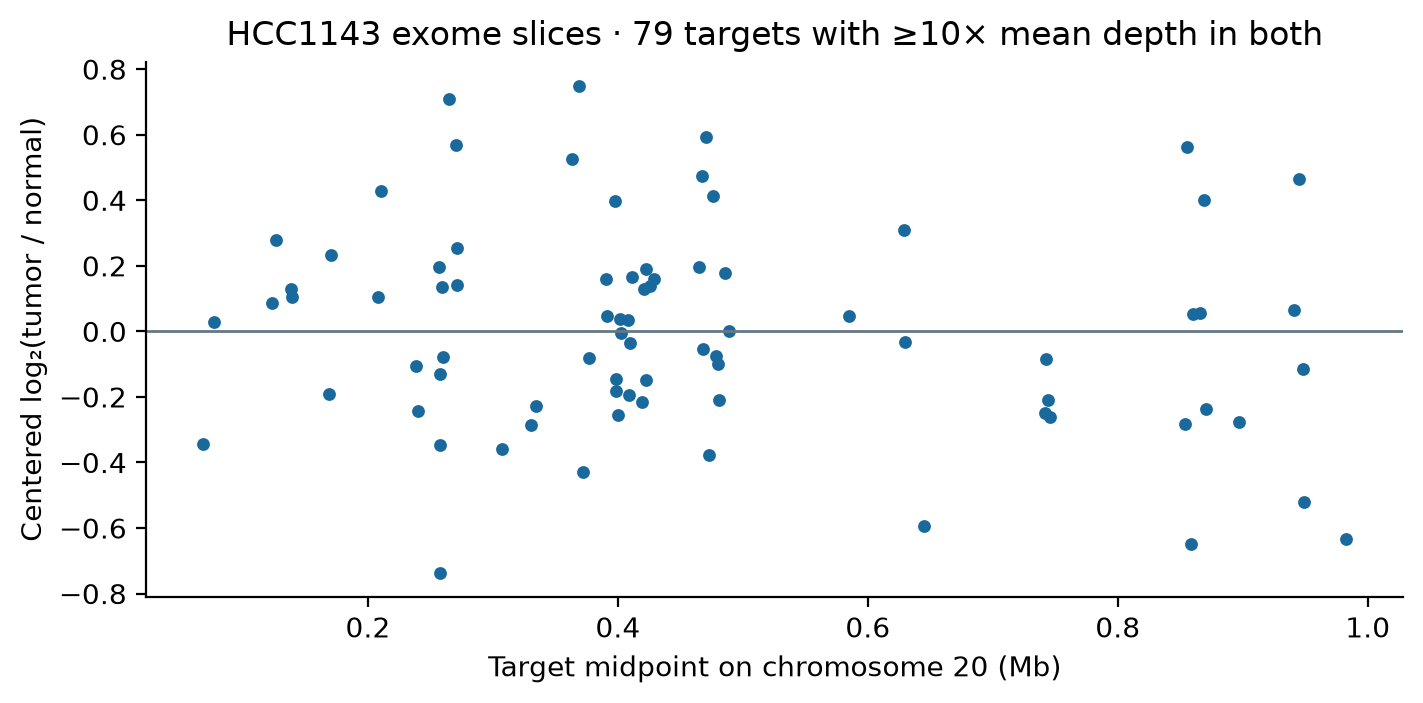 HCC1143 exome slices · 79 targets with ≥10× mean depth in both
Centered log₂(tumor / normal)
0.8
0.6
0.4
0.2
0.0
−0.2
−0.4
−0.6
−0.8
0.2 0.4 0.6 0.8 1.0
Target midpoint on chromosome 20 (Mb)